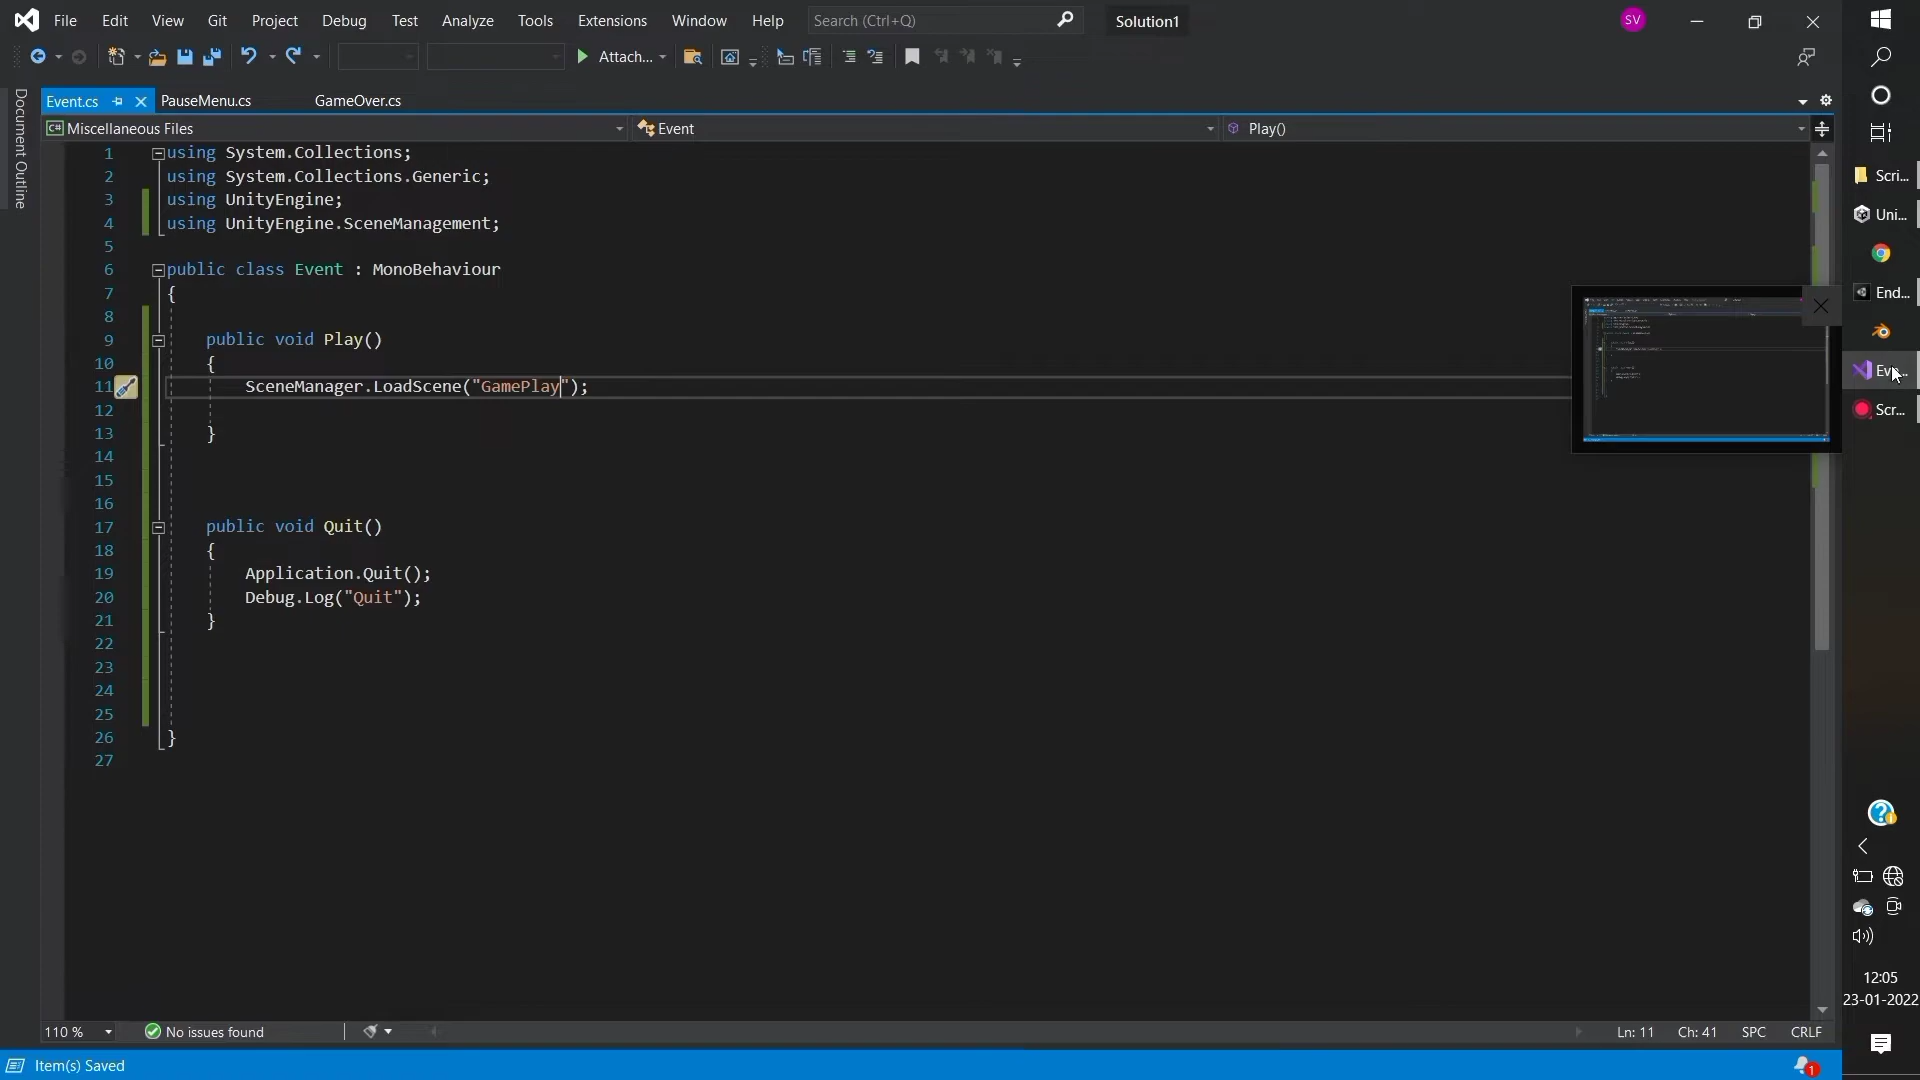 File Edit View Git Project Debug Test Analyze Tools Extensions Window Help Search (Ctrl+Q) Solution1 SV
Attach...
Document Outline
Event.cs PauseMenu.cs GameOver.cs
C# Miscellaneous Files Event Play()
1 using System.Collections;
2 using System.Collections.Generic;
3 using UnityEngine;
4 using UnityEngine.SceneManagement;
5
6 public class Event : MonoBehaviour
7 {
8
9 public void Play()
10 {
11 SceneManager.LoadScene("GamePlay");
12
13 }
14
15
16
17 public void Quit()
18 {
19 Application.Quit();
20 Debug.Log("Quit");
21 }
22
23
24
25
26 }
27
110 % No issues found Ln: 11 Ch: 41 SPC CRLF
Item(s) Saved 1
Scri...
Uni...
End...
Eve...
Scr...
12:05
23-01-2022